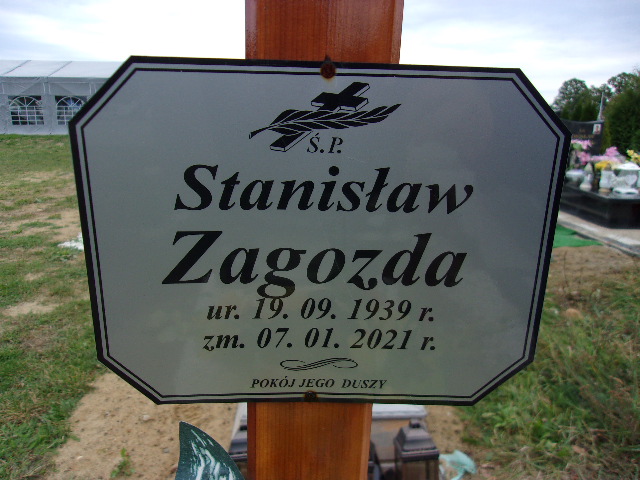 Ś.P.
Stanisław
Zagozda
ur. 19. 09. 1939 r.
zm. 07. 01. 2021 r.
POKÓJ JEGO DUSZY